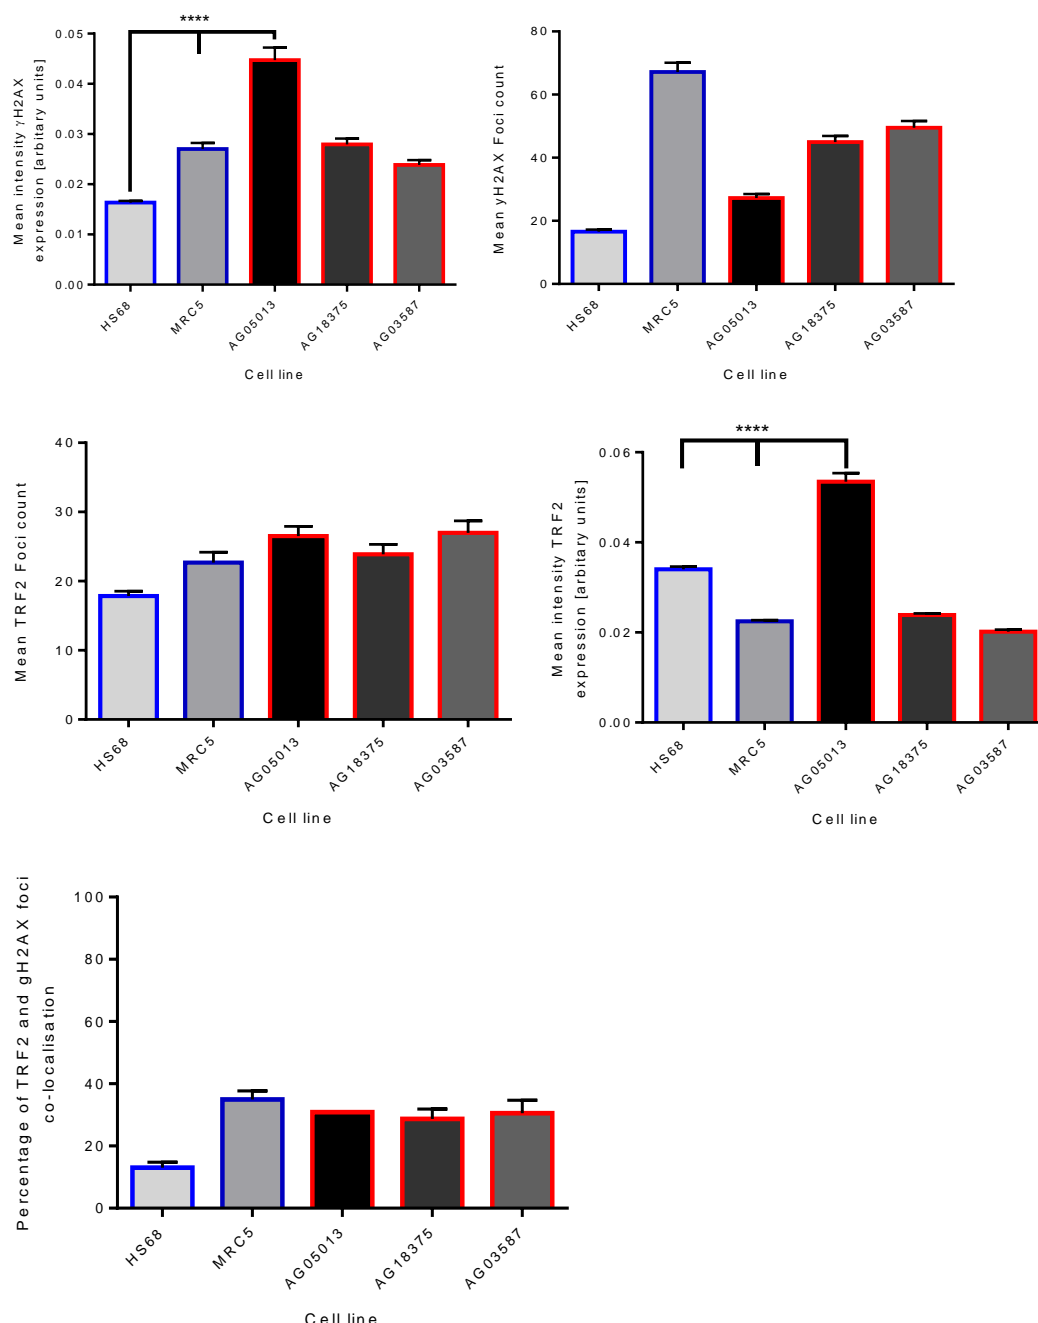 ****
Mean intensity γH2AX
expression [arbitary units]
0.05
0.04
0.03
0.02
0.01
0.00
HS68
MRC5
AG05013
AG18375
AG03587
Cell line
Mean yH2AX Foci count
80
60
40
20
0
HS68
MRC5
AG05013
AG18375
AG03587
Cell line
Mean TRF2 Foci count
40
30
20
10
0
HS68
MRC5
AG05013
AG18375
AG03587
Cell line
****
Mean intensity TRF2
expression [arbitary units]
0.06
0.04
0.02
0.00
HS68
MRC5
AG05013
AG18375
AG03587
Cell line
Percentage of TRF2 and gH2AX foci
co-localisation
100
80
60
40
20
0
HS68
MRC5
AG05013
AG18375
AG03587
Cell line